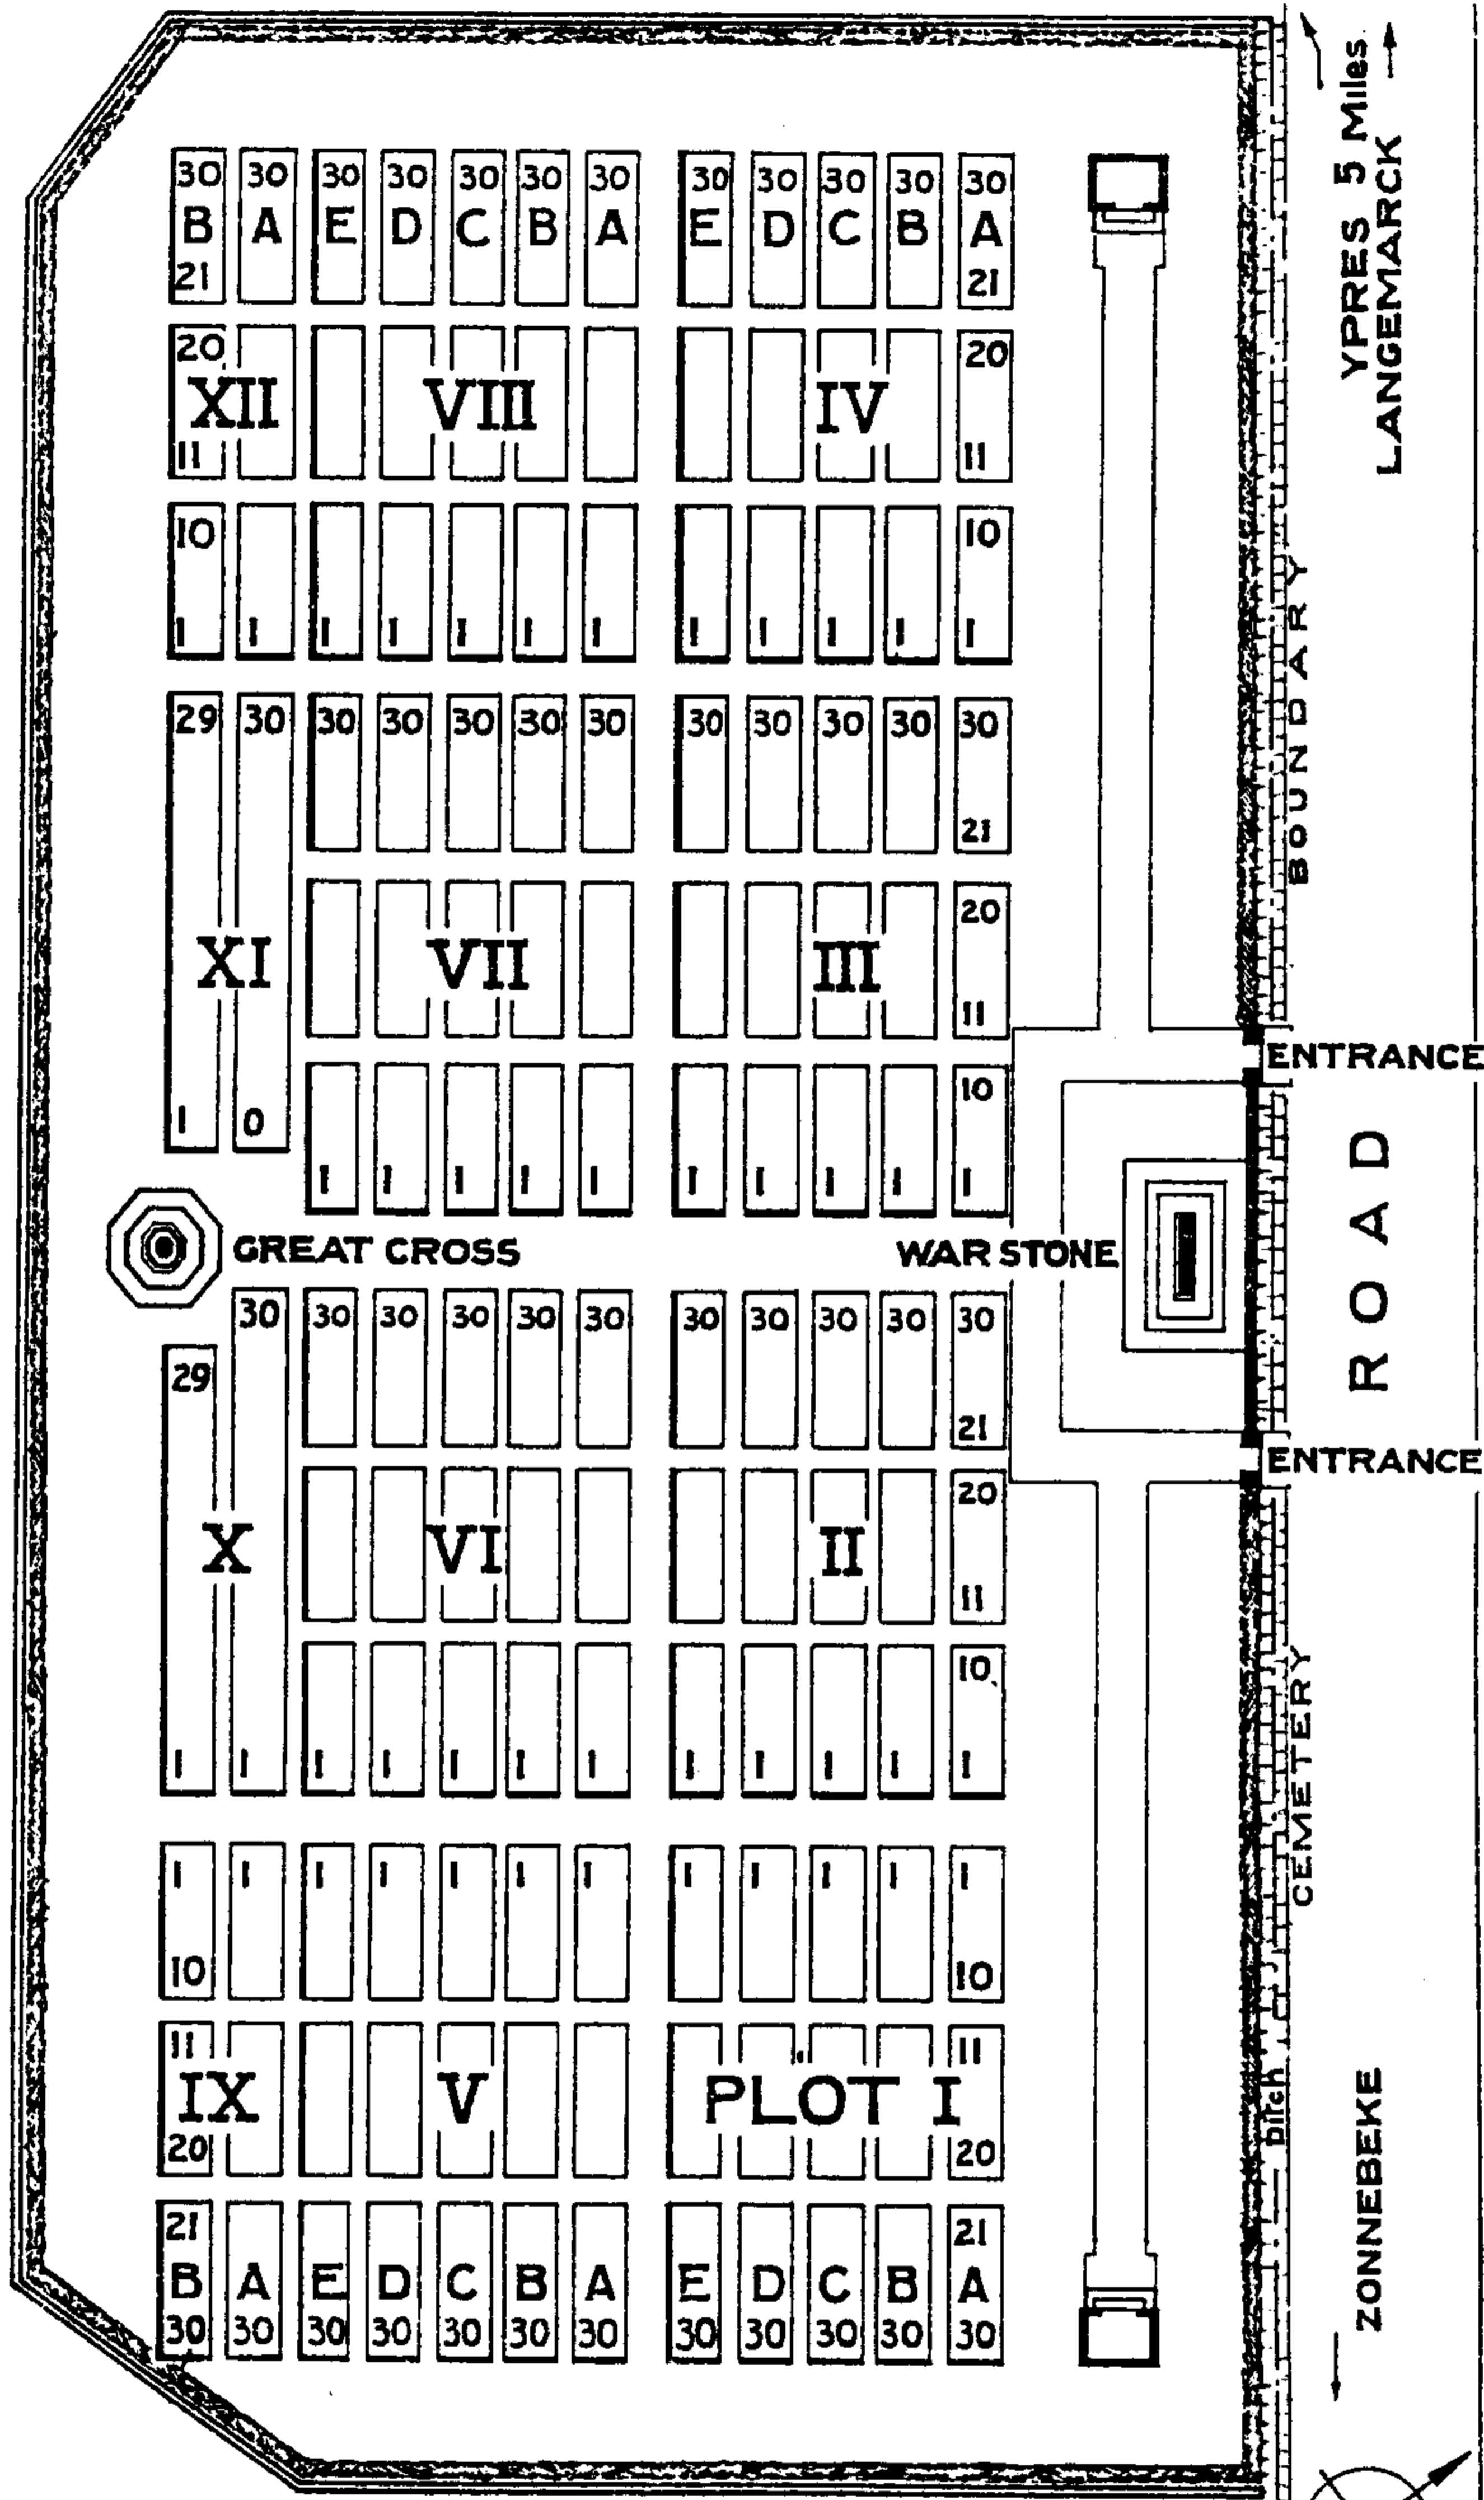 YPRES 5 Miles
LANGEMARCK
30 30 30 30 30 30 30 30 30 30 30 30
B A E D C B A E D C B A
21 21
20 20
XII VIII IV
11 11
10 10
1 1 1 1 1 1 1 1 1 1 1 1
BOUNDARY
29 30 30 30 30 30 30 30 30 30 30 30
21
20
XI VII III
11
ENTRANCE
10
1 0
1 1 1 1 1 1 1 1 1 1
GREAT CROSS WAR STONE
ROAD
30 30 30 30 30 30 30 30 30 30 30
29
21
ENTRANCE
20
X VI II
11
10
1 1 1 1 1 1 1 1 1 1 1 1
CEMETERY
1 1 1 1 1 1 1 1 1 1 1 1
10 10
11 11
IX V PLOT I
20 20
Ditch
ZONNEBEKE
21 21
B A E D C B A E D C B A
30 30 30 30 30 30 30 30 30 30 30 30